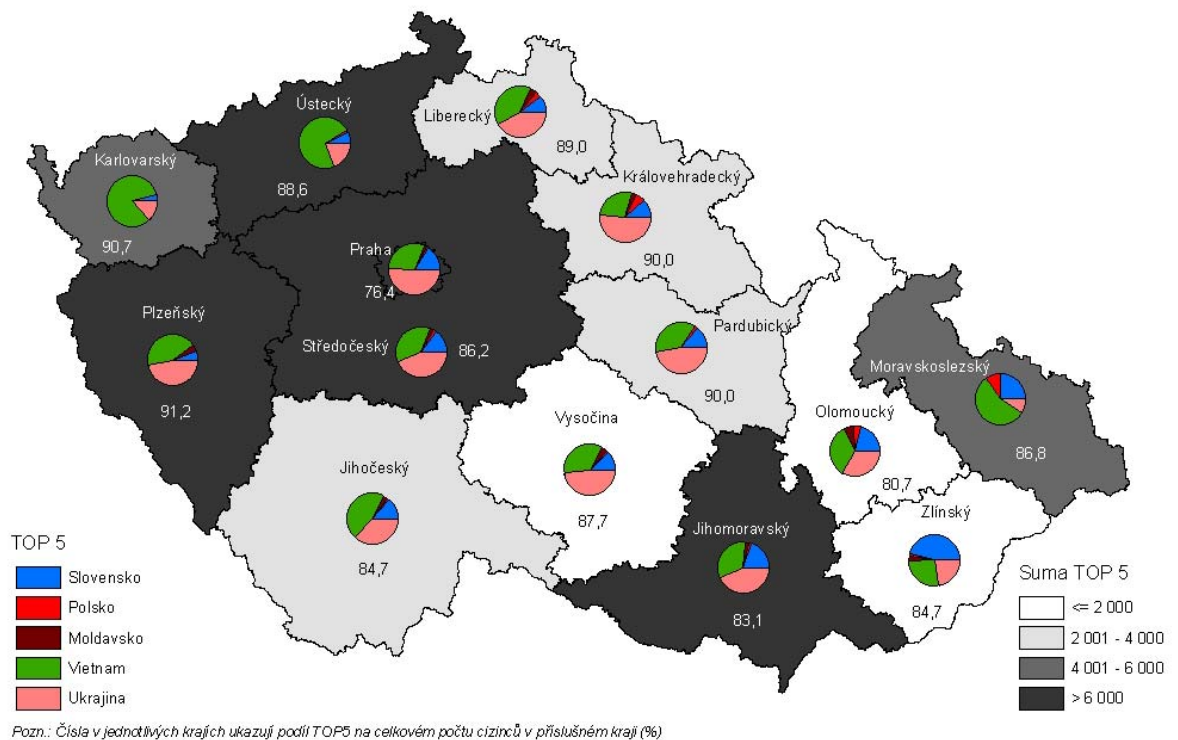 Ústecký
88,6
Liberecký
89,0
Karlovarský
90,7
Královehradecký
90,0
Praha
76,4
Plzeňský
91,2
Středočeský
86,2
Pardubický
90,0
Moravskoslezský
86,8
Olomoucký
80,7
Vysočina
87,7
Jihočeský
84,7
Jihomoravský
83,1
Zlínský
84,7
TOP 5
Slovensko
Polsko
Moldavsko
Vietnam
Ukrajina
Suma TOP 5
<= 2 000
2 001 - 4 000
4 001 - 6 000
> 6 000
Pozn.: Čísla v jednotlivých krajích ukazují podíl TOP5 na celkovém počtu cizinců v příslušném kraji (%)